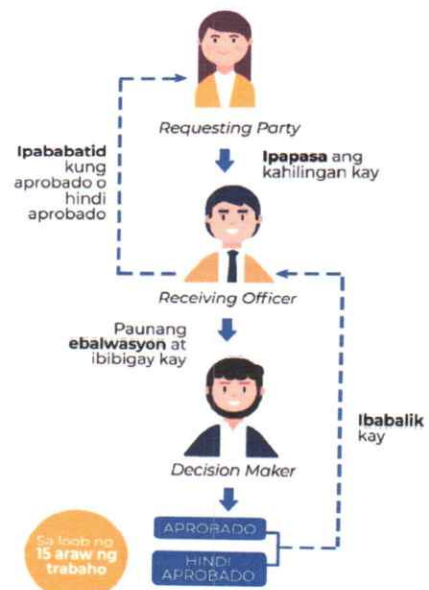 Requesting Party
Ipababatid
kung
aprobado o
hindi
aprobado
Ipapasa ang
kahilingan kay
Receiving Officer
Paunang
ebalwasyon at
ibibigay kay
Decision Maker
Ibabalik
kay
APROBADO
HINDI
APROBADO
Sa loob ng
15 araw ng
trabaho